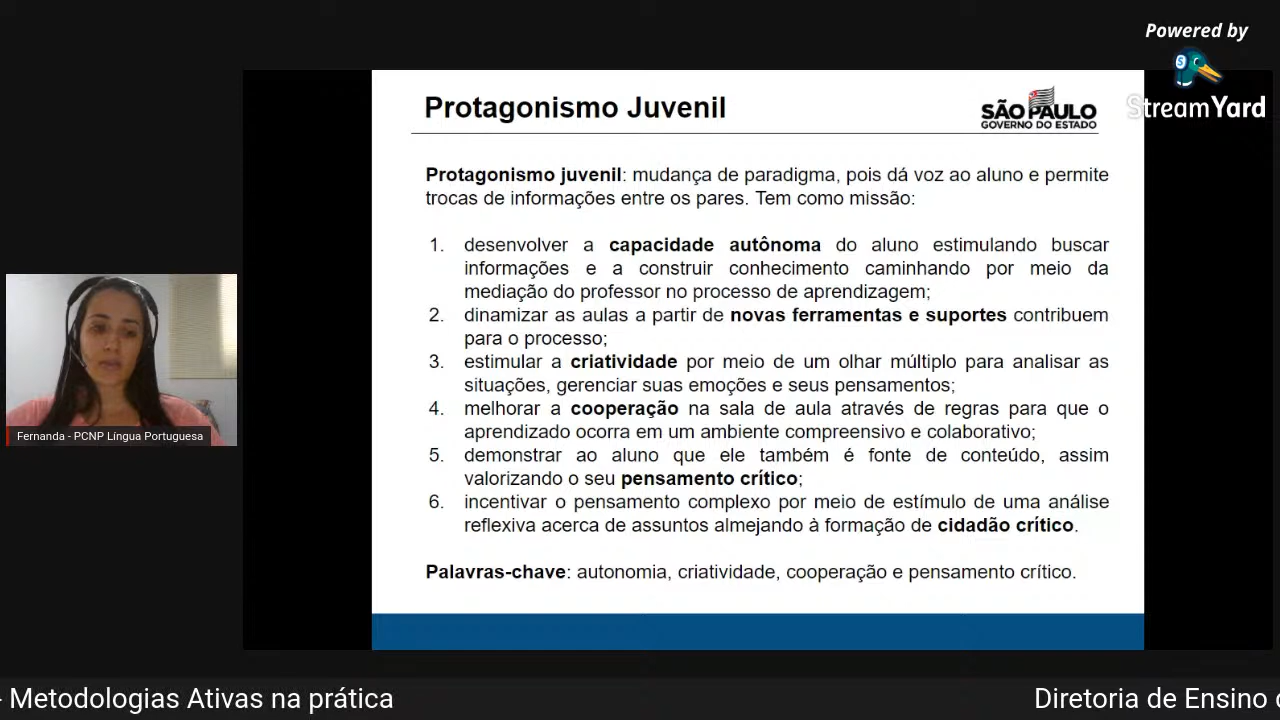 Powered by
StreamYard
Protagonismo Juvenil
SÃO PAULO
GOVERNO DO ESTADO
Protagonismo juvenil: mudança de paradigma, pois dá voz ao aluno e permite
trocas de informações entre os pares. Tem como missão:
1. desenvolver a capacidade autônoma do aluno estimulando buscar
informações e a construir conhecimento caminhando por meio da
mediação do professor no processo de aprendizagem;
2. dinamizar as aulas a partir de novas ferramentas e suportes contribuem
para o processo;
3. estimular a criatividade por meio de um olhar múltiplo para analisar as
situações, gerenciar suas emoções e seus pensamentos;
4. melhorar a cooperação na sala de aula através de regras para que o
aprendizado ocorra em um ambiente compreensivo e colaborativo;
5. demonstrar ao aluno que ele também é fonte de conteúdo, assim
valorizando o seu pensamento crítico;
6. incentivar o pensamento complexo por meio de estímulo de uma análise
reflexiva acerca de assuntos almejando à formação de cidadão crítico.
Palavras-chave: autonomia, criatividade, cooperação e pensamento crítico.
Fernanda - PCNP Língua Portuguesa
- Metodologias Ativas na prática
Diretoria de Ensino